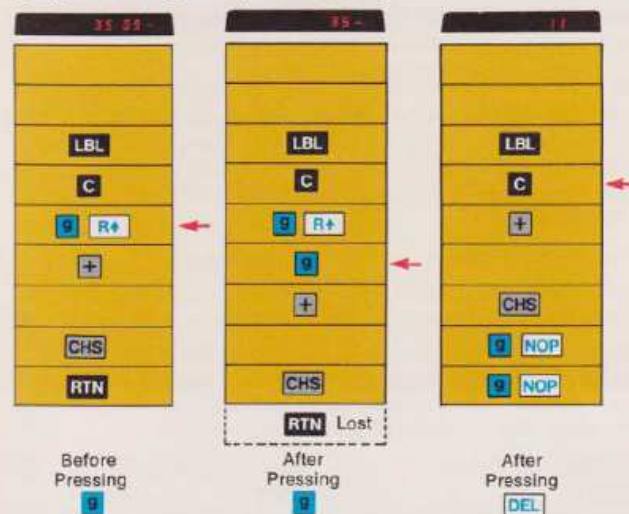 35 09- 35- 11
LBL LBL LBL
C C C
g R↑ g R↑ +
+ g
+ CHS
CHS g NOP
RTN CHS g NOP
RTN Lost
Before After After
Pressing Pressing Pressing
g g DEL